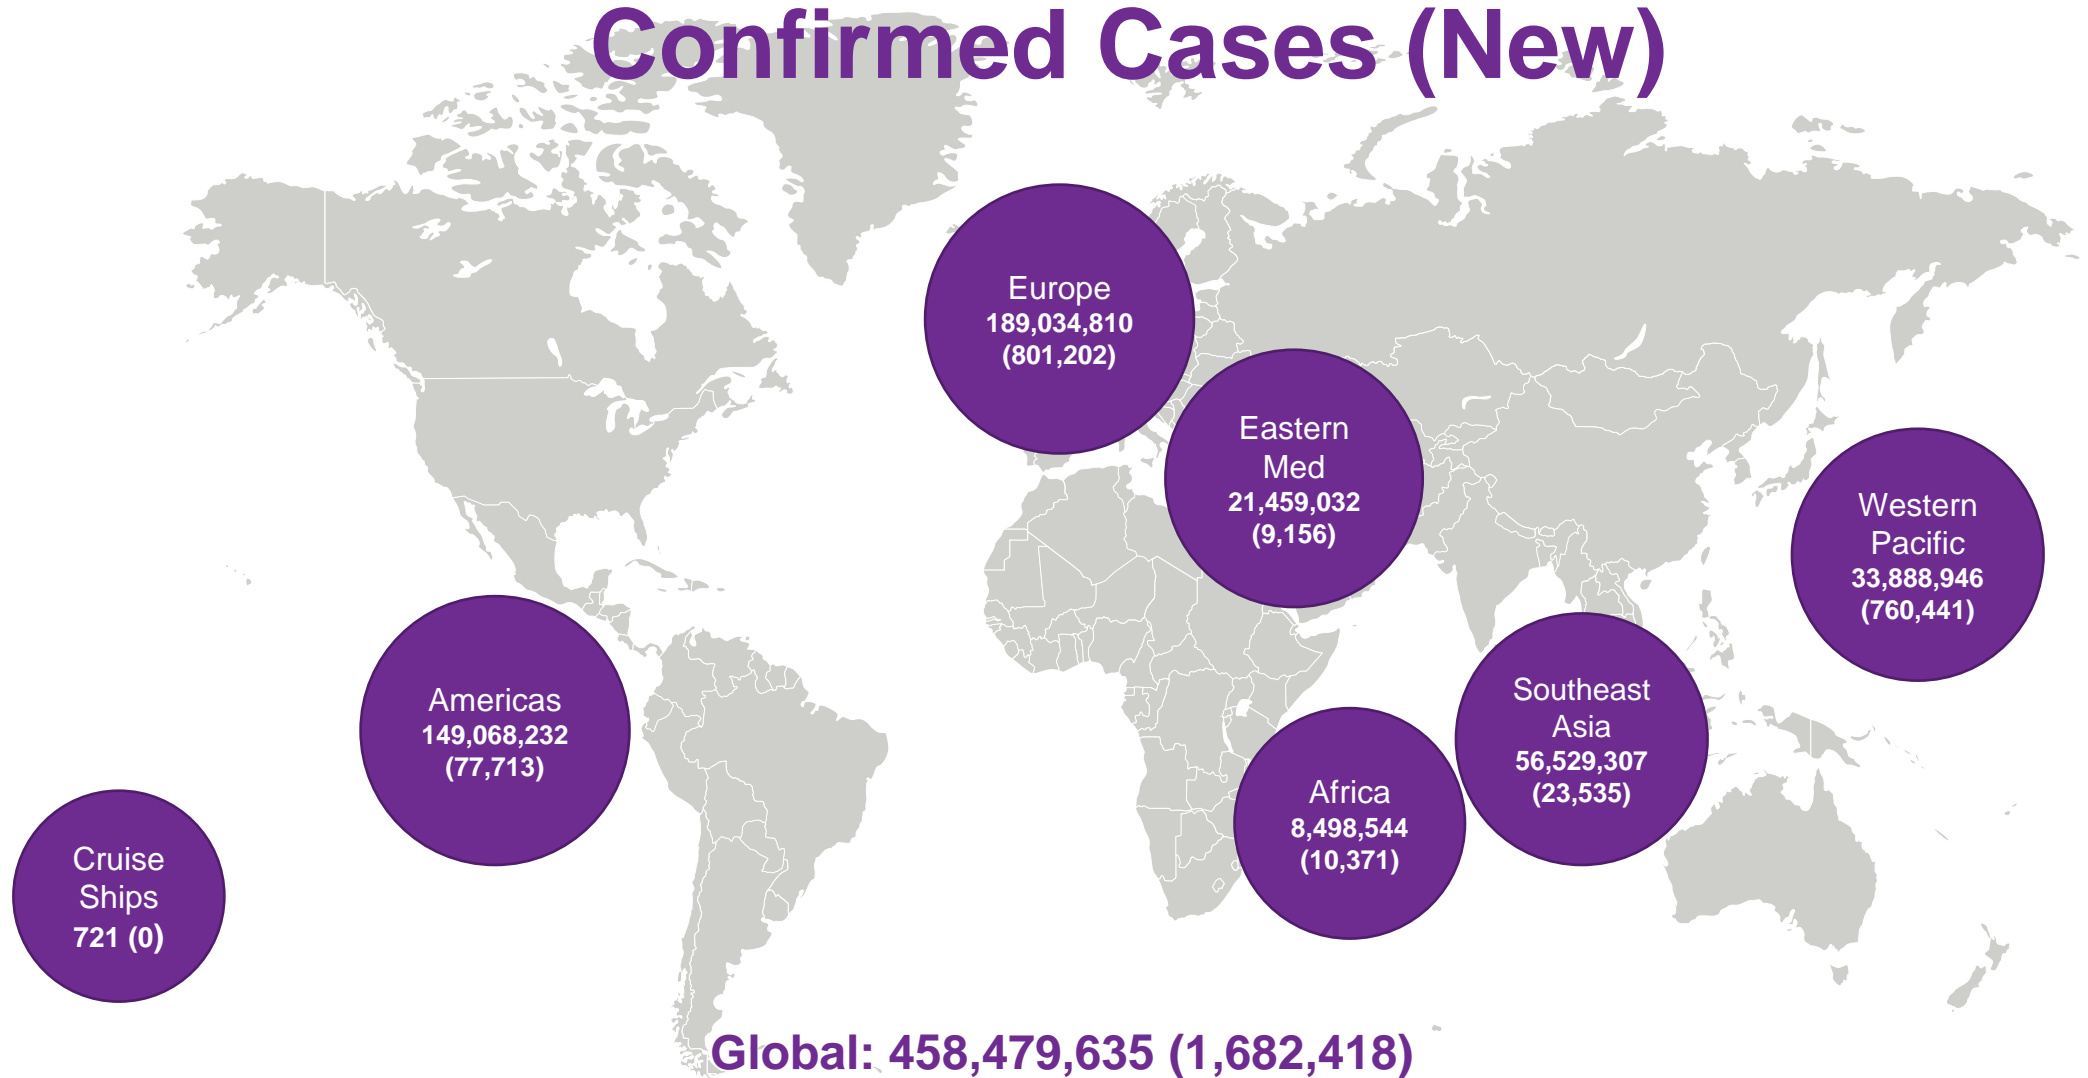 Confirmed Cases (New)
Europe
189,034,810
(801,202)
Eastern
Med
21,459,032
(9,156)
Western
Pacific
33,888,946
(760,441)
Americas
149,068,232
(77,713)
Southeast
Asia
56,529,307
(23,535)
Africa
8,498,544
(10,371)
Cruise
Ships
721 (0)
Global: 458,479,635 (1,682,418)